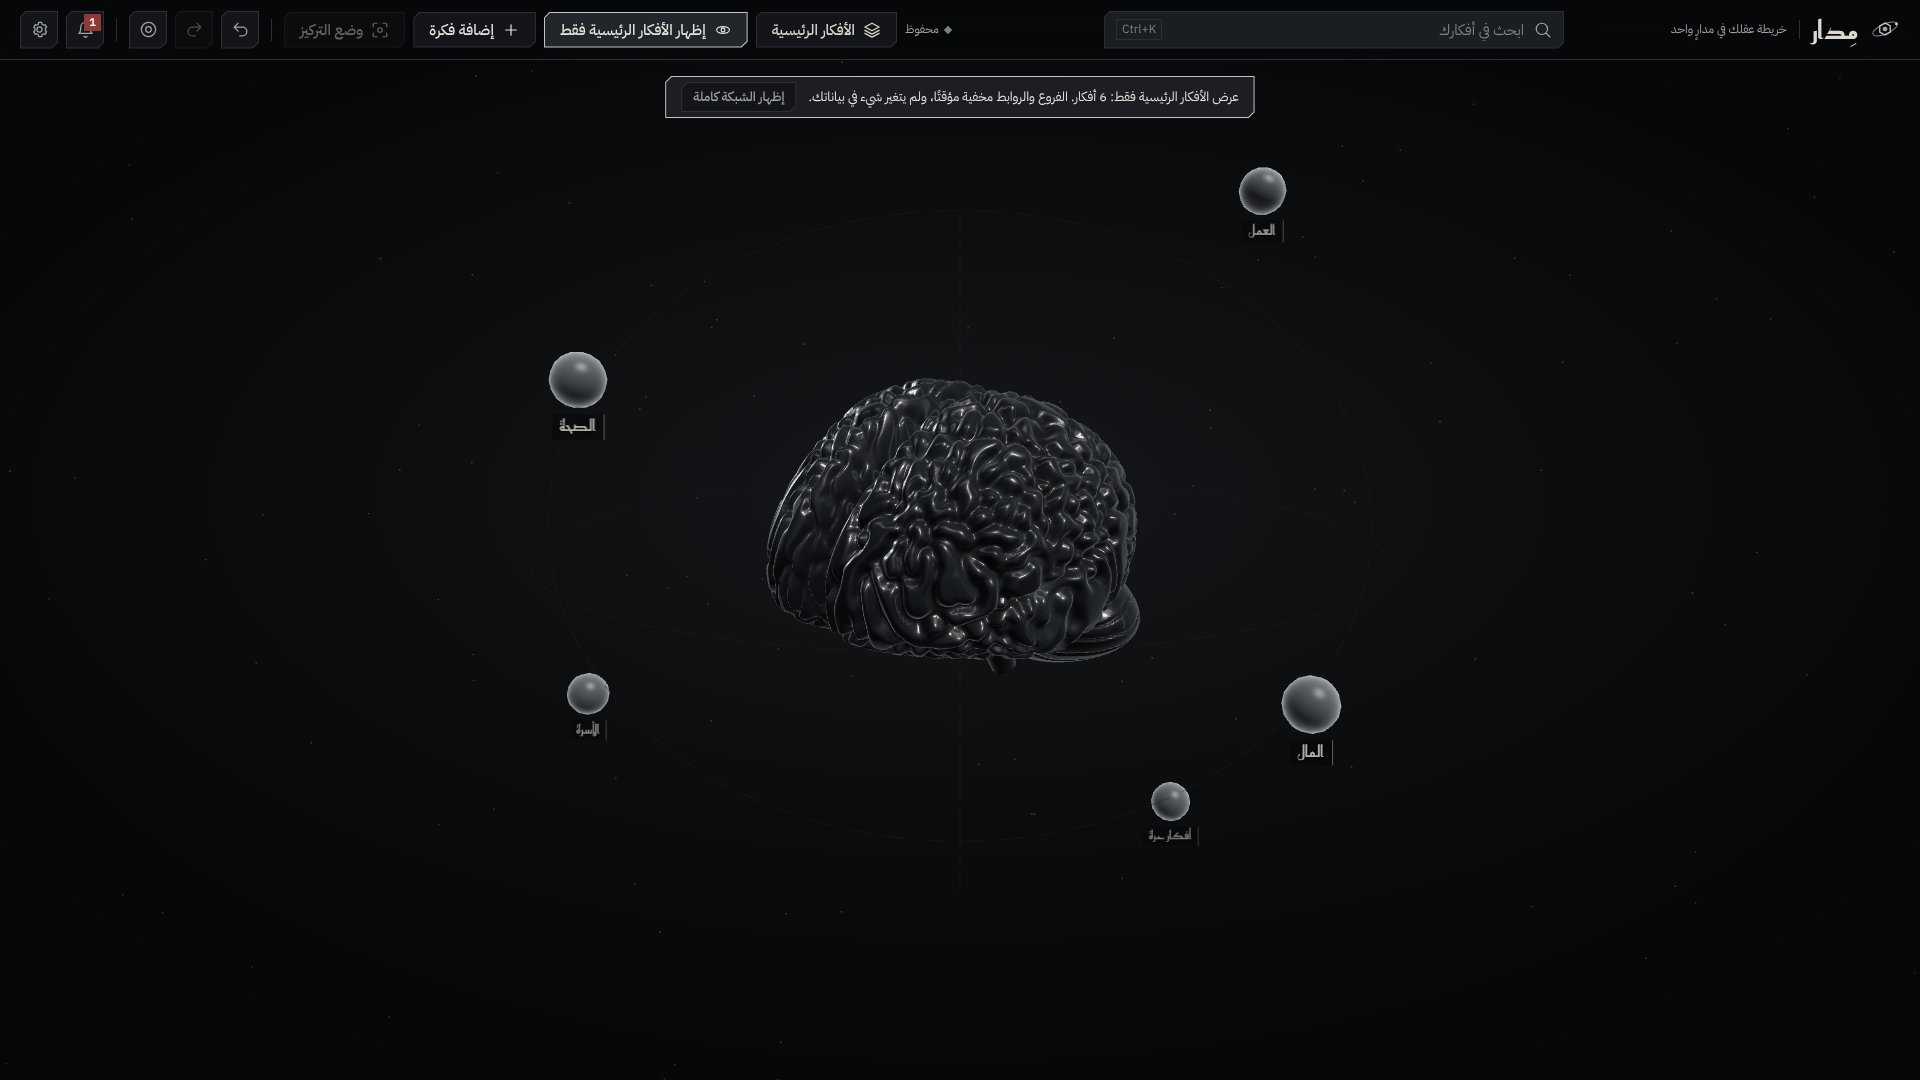 مدار
خريطة عقلك في مدارٍ واحد
ابحث في أفكارك
Ctrl+K
محفوظ
الأفكار الرئيسية
إظهار الأفكار الرئيسية فقط
إضافة فكرة
وضع التركيز
1
عرض الأفكار الرئيسية فقط: 6 أفكار. الفروع والروابط مخفية مؤقتًا، ولم يتغير شيء في بياناتك.
إظهار الشبكة كاملة
العمل
الصحة
الأسرة
المال
أفكار حرة